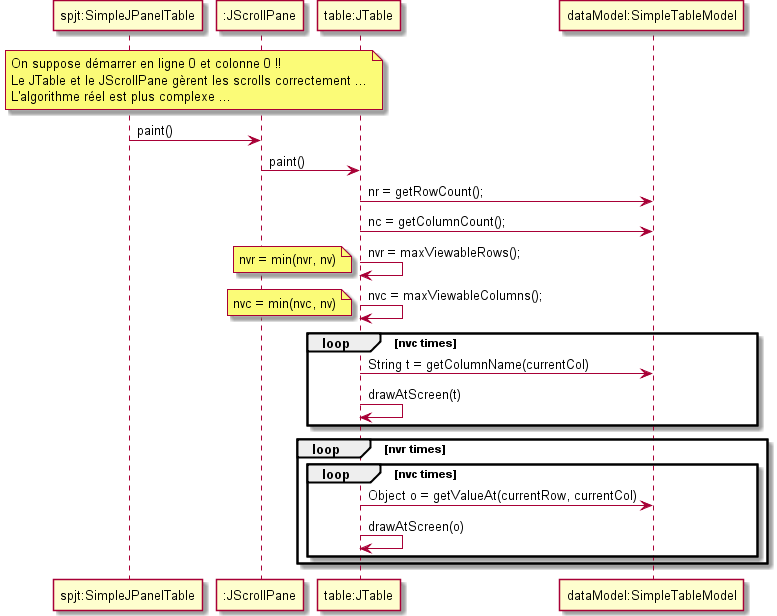 spjt:SimpleJPanelTable
:JScrollPane
table:JTable
dataModel:SimpleTableModel
On suppose démarrer en ligne 0 et colonne 0 !!
Le JTable et le JScrollPane gèrent les scrolls correctement ...
L'algorithme réel est plus complexe ...
paint()
paint()
nr = getRowCount();
nc = getColumnCount();
nvr = maxViewableRows();
nvr = min(nvr, nv)
nvc = maxViewableColumns();
nvc = min(nvc, nv)
loop [nvc times]
String t = getColumnName(currentCol)
drawAtScreen(t)
loop [nvr times]
loop [nvc times]
Object o = getValueAt(currentRow, currentCol)
drawAtScreen(o)
spjt:SimpleJPanelTable
:JScrollPane
table:JTable
dataModel:SimpleTableModel